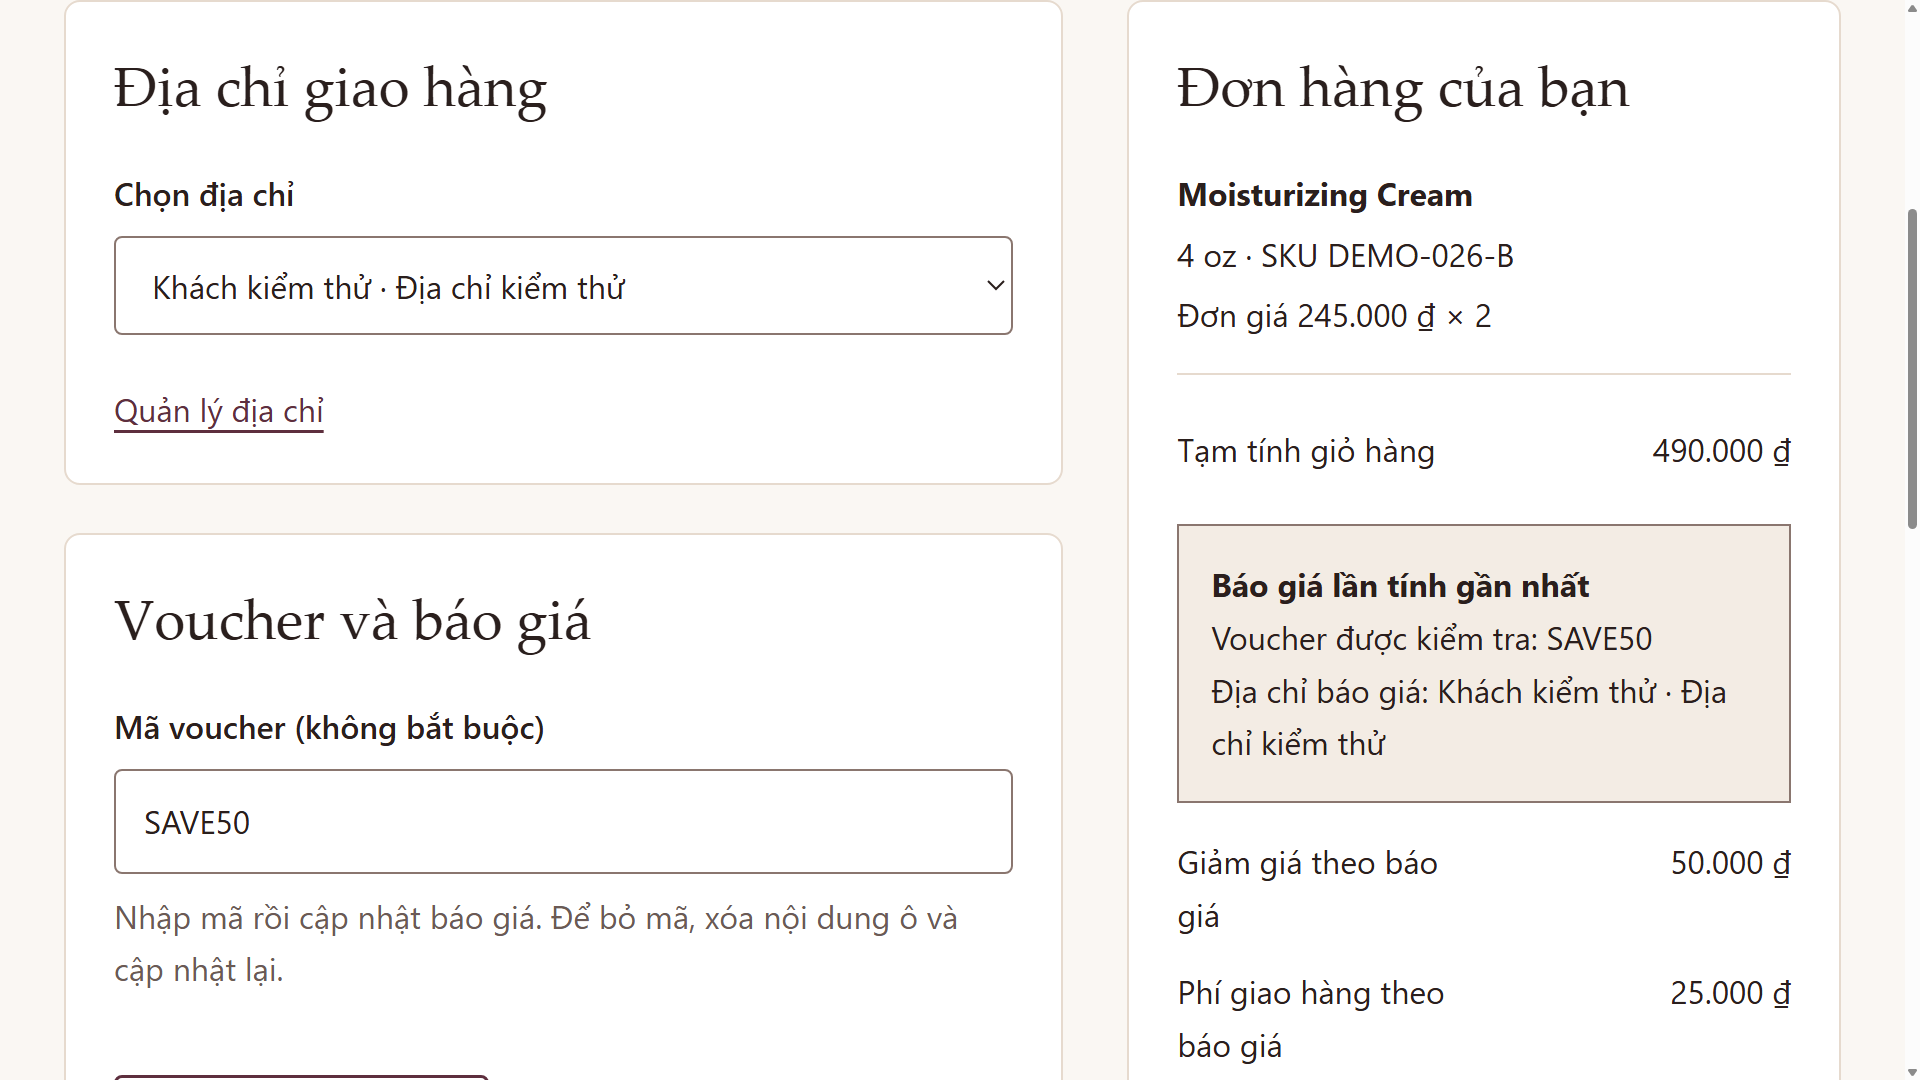 Địa chỉ giao hàng
Chọn địa chỉ
Khách kiểm thử · Địa chỉ kiểm thử
Quản lý địa chỉ
Voucher và báo giá
Mã voucher (không bắt buộc)
SAVE50
Nhập mã rồi cập nhật báo giá. Để bỏ mã, xóa nội dung ô và
cập nhật lại.
Đơn hàng của bạn
Moisturizing Cream
4 oz · SKU DEMO-026-B
Đơn giá 245.000 ₫ × 2
Tạm tính giỏ hàng 490.000 ₫
Báo giá lần tính gần nhất
Voucher được kiểm tra: SAVE50
Địa chỉ báo giá: Khách kiểm thử · Địa
chỉ kiểm thử
Giảm giá theo báo 50.000 ₫
giá
Phí giao hàng theo 25.000 ₫
báo giá